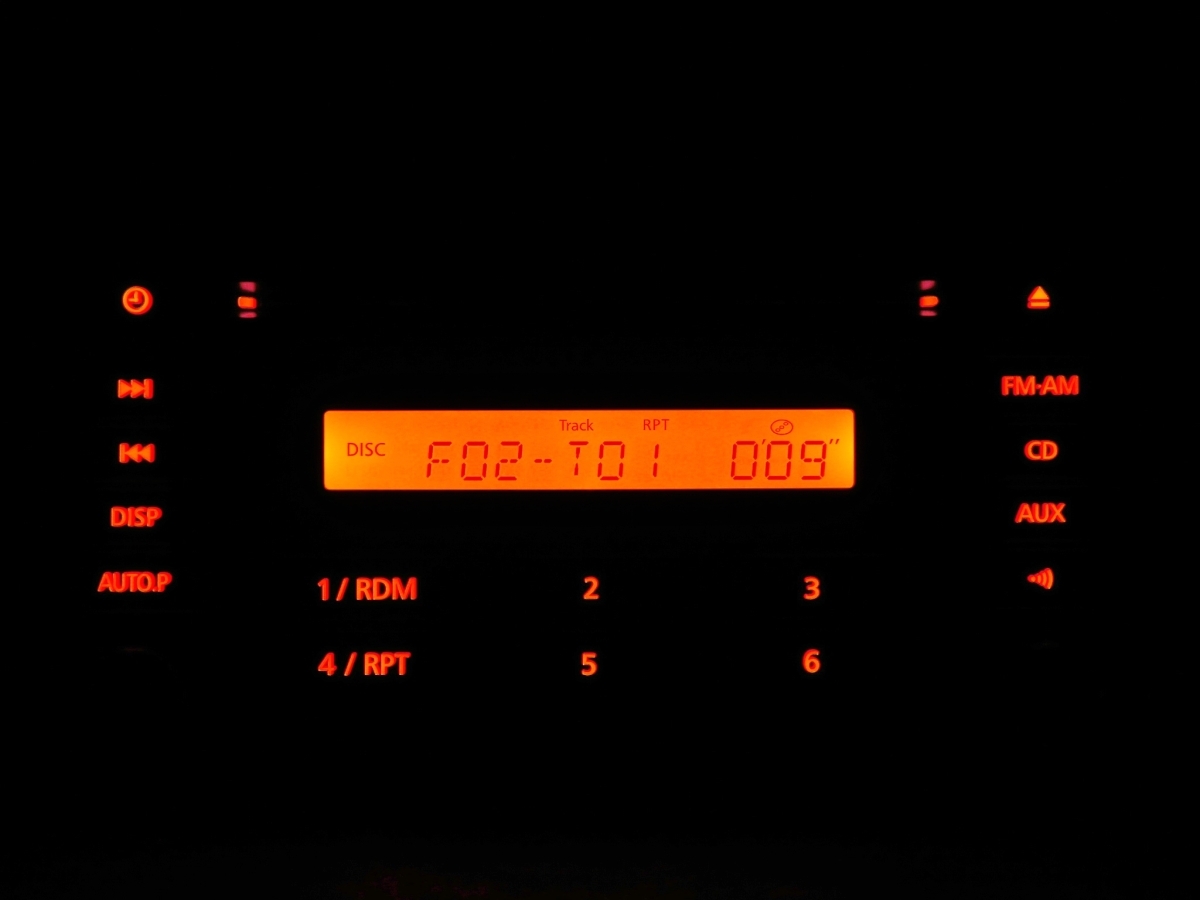 FM·AM
Track RPT
DISC F02-T01 0'09"
CD
DISP AUX
AUTO.P 1 / RDM 2 3
4 / RPT 5 6